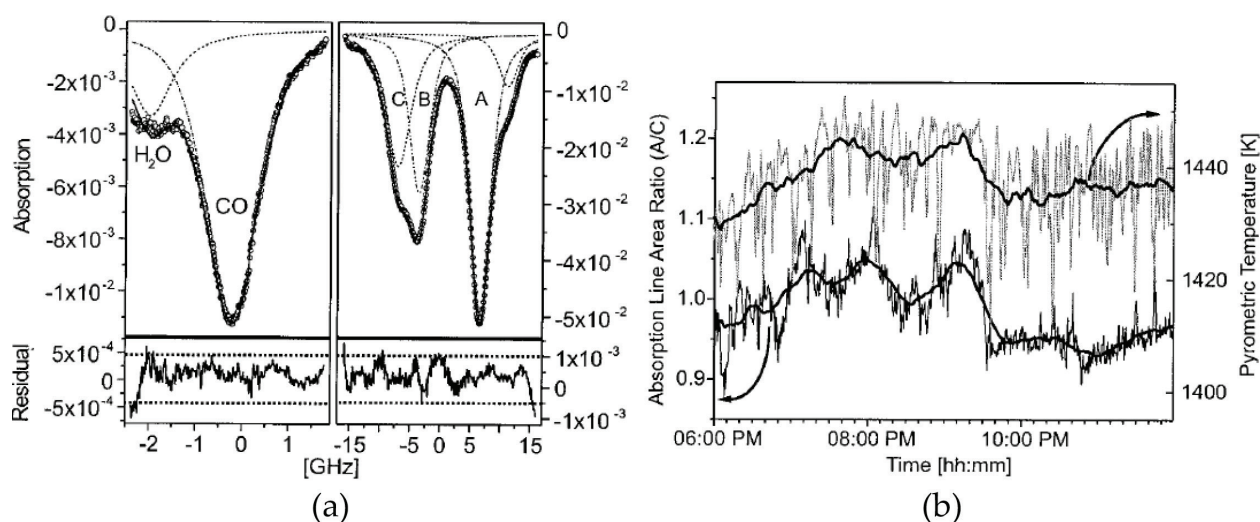 0
-2x10⁻³
-4x10⁻³
-6x10⁻³
-8x10⁻³
-1x10⁻²
Absorption
H₂O
CO
0
-1x10⁻²
-2x10⁻²
-3x10⁻²
-4x10⁻²
-5x10⁻²
C
B
A
Residual
5x10⁻⁴
0
-5x10⁻⁴
1x10⁻³
0
-1x10⁻³
-2 -1 0 1
-15 -5 0 5 15
[GHz]
(a)
Absorption Line Area Ratio (A/C)
1.2
1.1
1.0
0.9
1440
1420
1400
Pyrometric Temperature [K]
06:00 PM 08:00 PM 10:00 PM
Time [hh:mm]
(b)